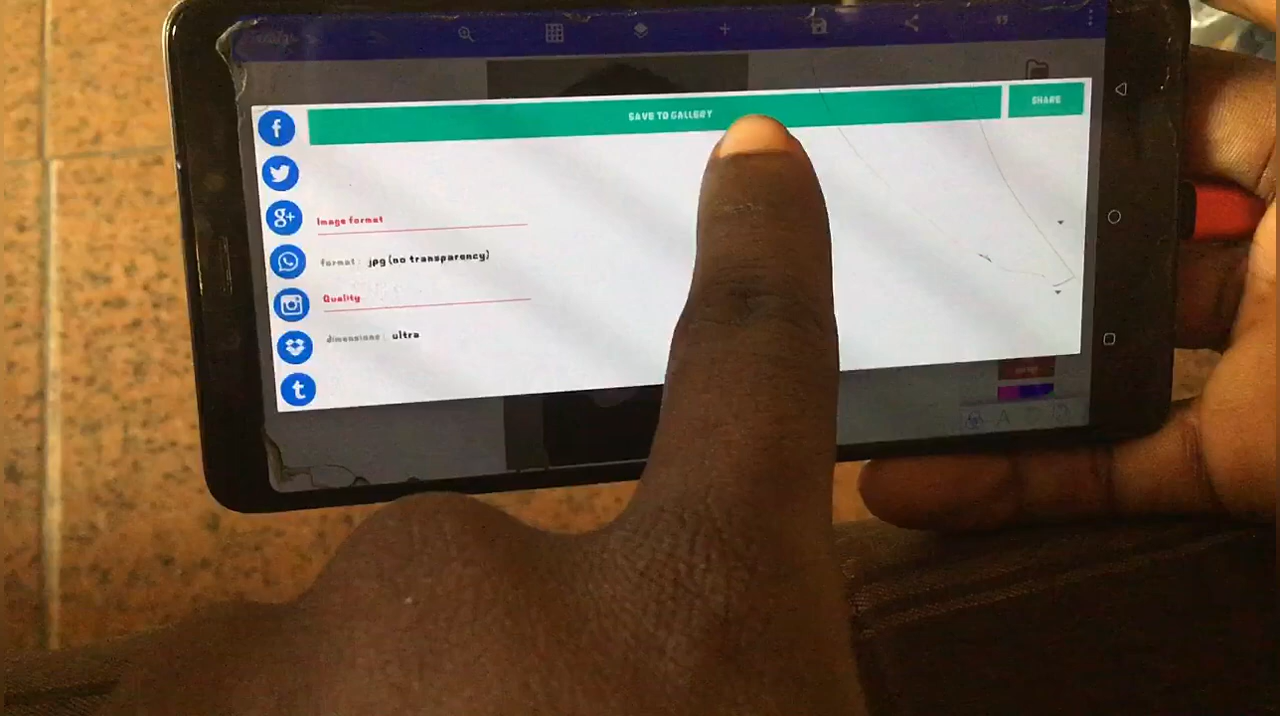 SAVE TO GALLERY
SHARE
Image format
format : jpg (no transparency)
Quality
dimensions : ultra